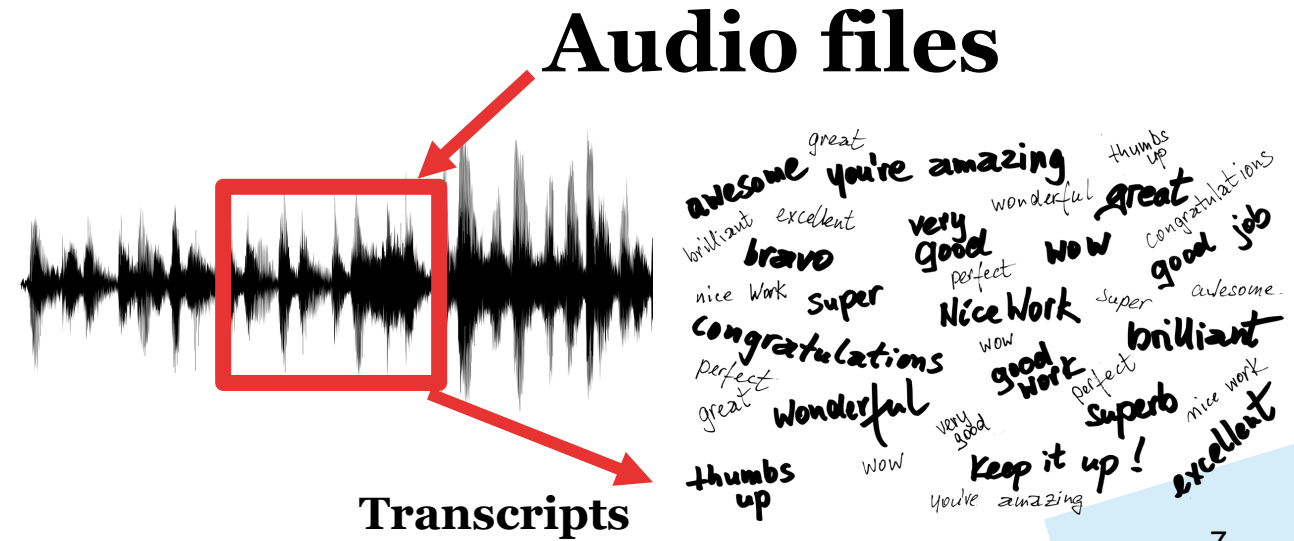 Audio files
great
thumbs
up
awesome you're amazing
wonderful
great
congratulations
brilliant
excellent
very
good
bravo
wow
good job
perfect
nice Work
super
Nice Work
super
awesome
congratulations
wow
brilliant
perfect
good
work
perfect
great
wonderful
superb
nice work
very
good
excellent
thumbs
up
wow
Keep it up !
you're amazing
Transcripts
7